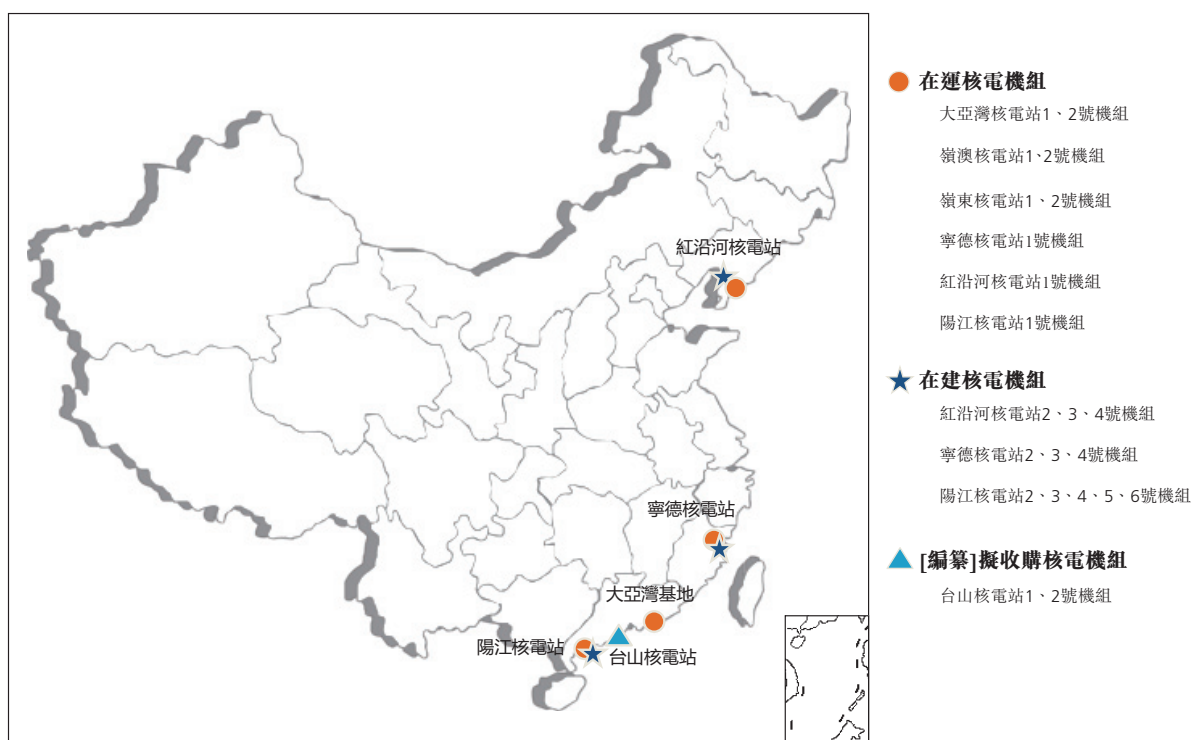 紅沿河核電站
寧德核電站
大亞灣基地
陽江核電站
台山核電站
在運核電機組
大亞灣核電站1、2號機組
嶺澳核電站1、2號機組
嶺東核電站1、2號機組
寧德核電站1號機組
紅沿河核電站1號機組
陽江核電站1號機組
在建核電機組
紅沿河核電站2、3、4號機組
寧德核電站2、3、4號機組
陽江核電站2、3、4、5、6號機組
[編纂]擬收購核電機組
台山核電站1、2號機組